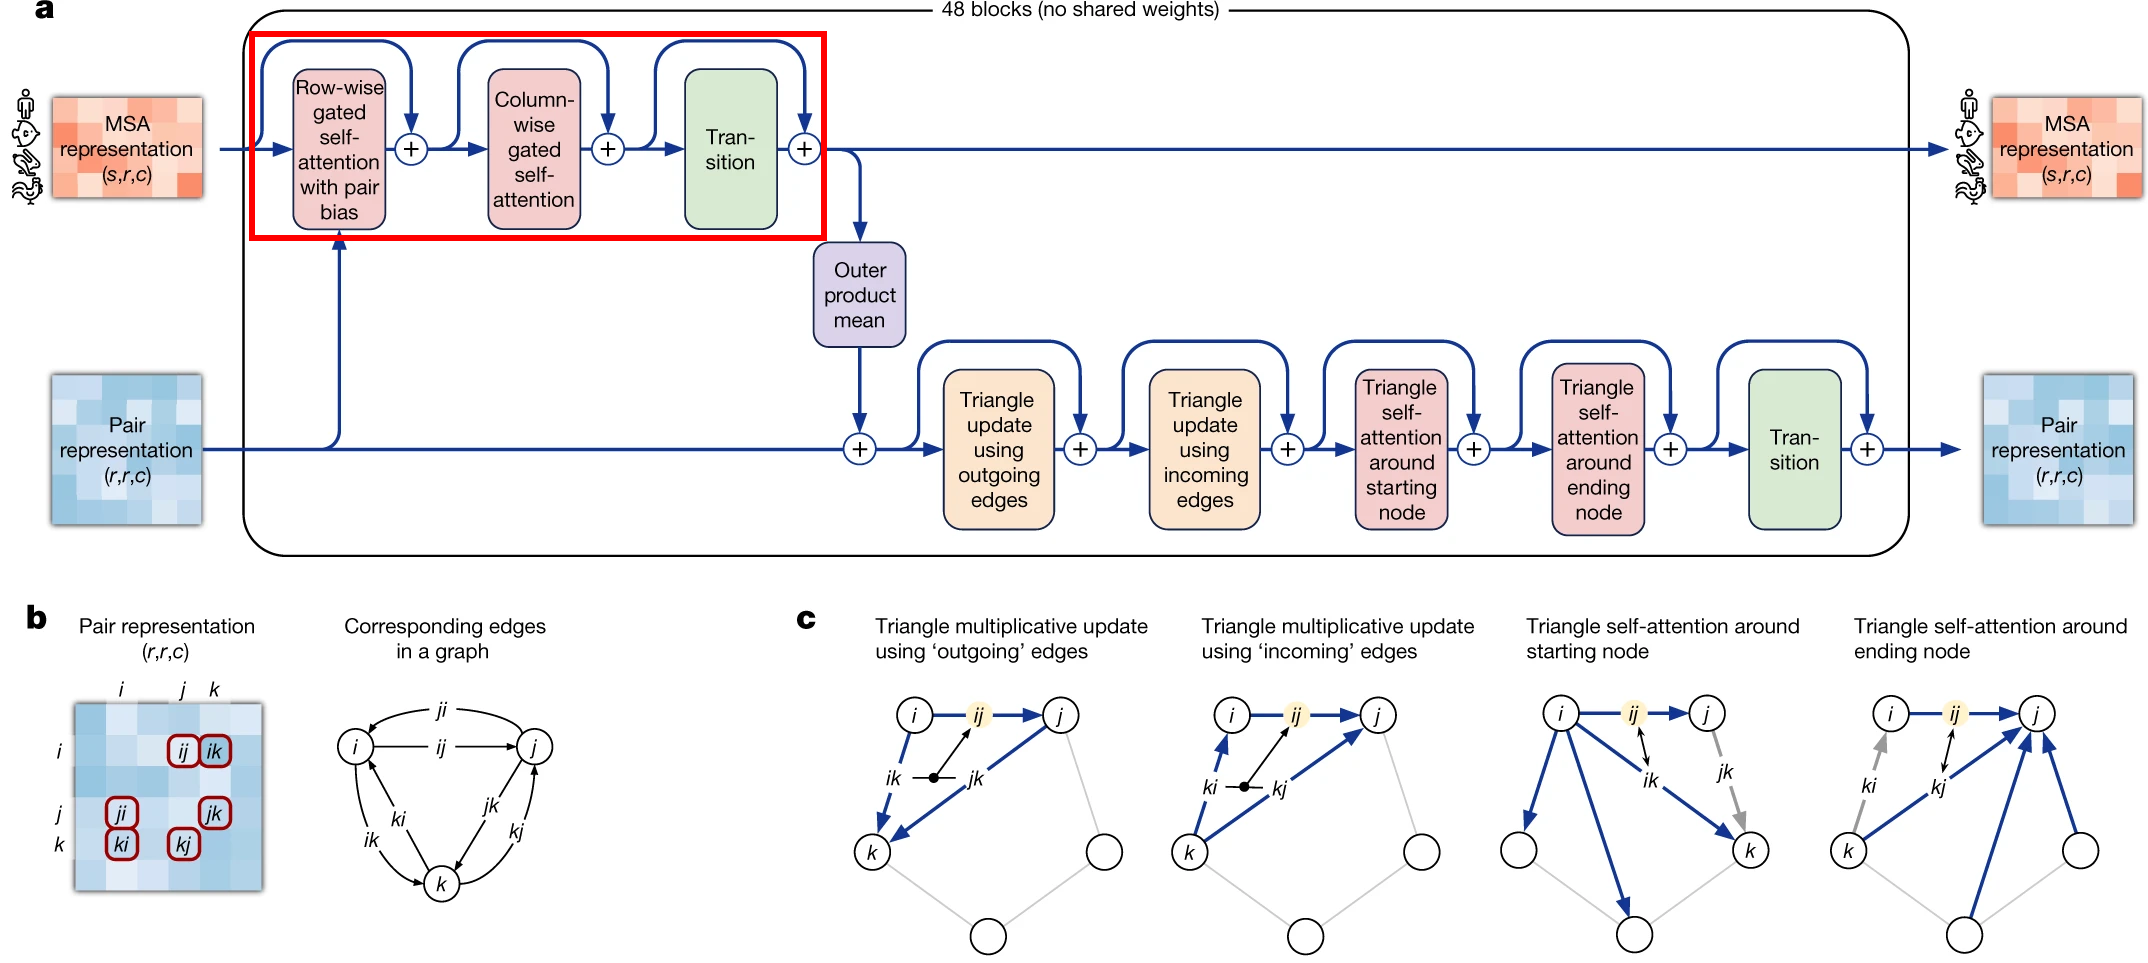 a
48 blocks (no shared weights)
MSA
representation
(s,r,c)
Row-wise
gated
self-
attention
with pair
bias
+
Column-
wise
gated
self-
attention
+
Tran-
sition
+
MSA
representation
(s,r,c)
Outer
product
mean
Pair
representation
(r,r,c)
+
Triangle
update
using
outgoing
edges
+
Triangle
update
using
incoming
edges
+
Triangle
self-
attention
around
starting
node
+
Triangle
self-
attention
around
ending
node
+
Tran-
sition
+
Pair
representation
(r,r,c)
b
Pair representation
(r,r,c)
i j k
i ij ik
j ji jk
k ki kj
Corresponding edges
in a graph
ji
i ij j
ki jk
ik kj
k
c
Triangle multiplicative update
using ‘outgoing’ edges
i ij j
ik jk
k
Triangle multiplicative update
using ‘incoming’ edges
i ij j
ki kj
k
Triangle self-attention around
starting node
i ij j
ik jk
k
Triangle self-attention around
ending node
i ij j
ki kj
k